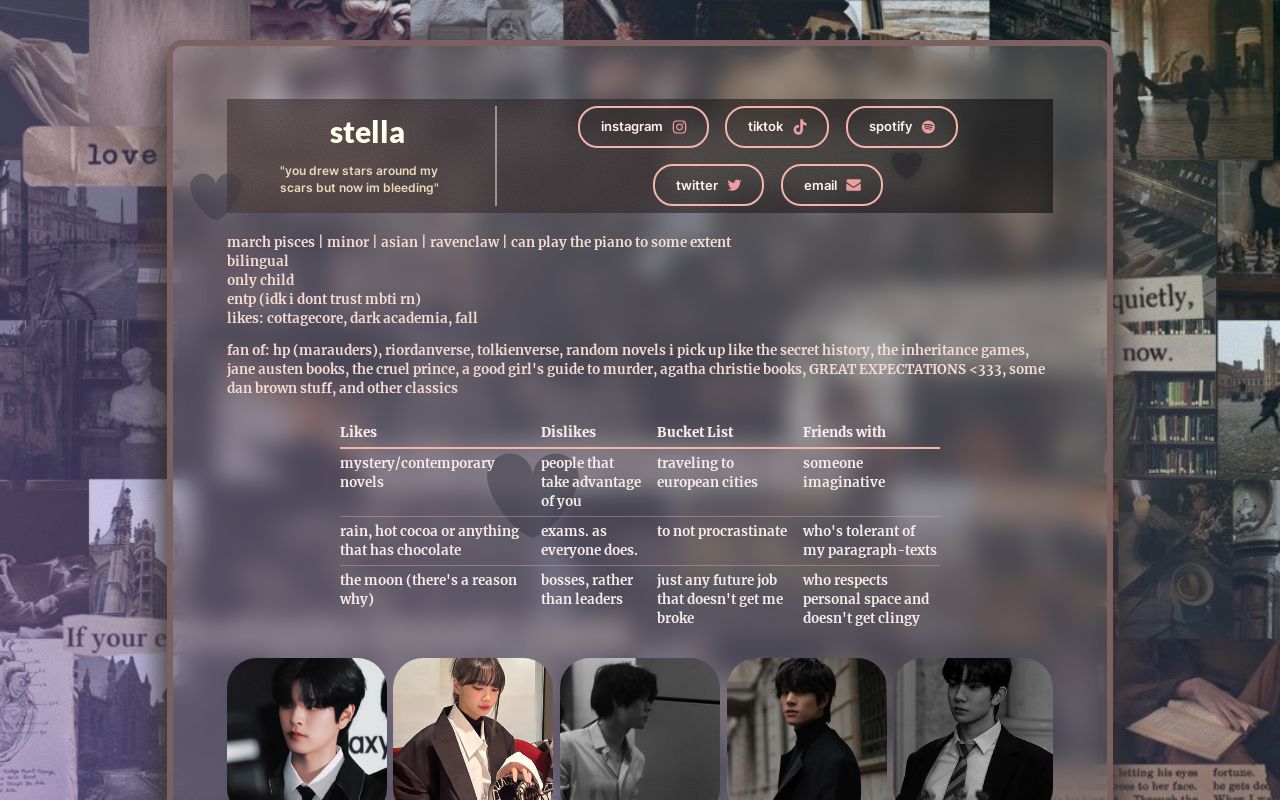 love
stella
"you drew stars around my
scars but now im bleeding"
instagram
tiktok
spotify
twitter
email
march pisces | minor | asian | ravenclaw | can play the piano to some extent
bilingual
only child
entp (idk i dont trust mbti rn)
likes: cottagecore, dark academia, fall
fan of: hp (marauders), riordanverse, tolkienverse, random novels i pick up like the secret history, the inheritance games,
jane austen books, the cruel prince, a good girl's guide to murder, agatha christie books, GREAT EXPECTATIONS <333, some
dan brown stuff, and other classics
quietly,
now.
Likes Dislikes Bucket List Friends with
mystery/contemporary
novels
people that
take advantage
of you
traveling to
european cities
someone
imaginative
rain, hot cocoa or anything
that has chocolate
exams. as
everyone does.
to not procrastinate
who's tolerant of
my paragraph-texts
the moon (there's a reason
why)
bosses, rather
than leaders
just any future job
that doesn't get me
broke
who respects
personal space and
doesn't get clingy
If your
axy
letting his eyes
to her face.
Through the
fortune.
he gets
When I